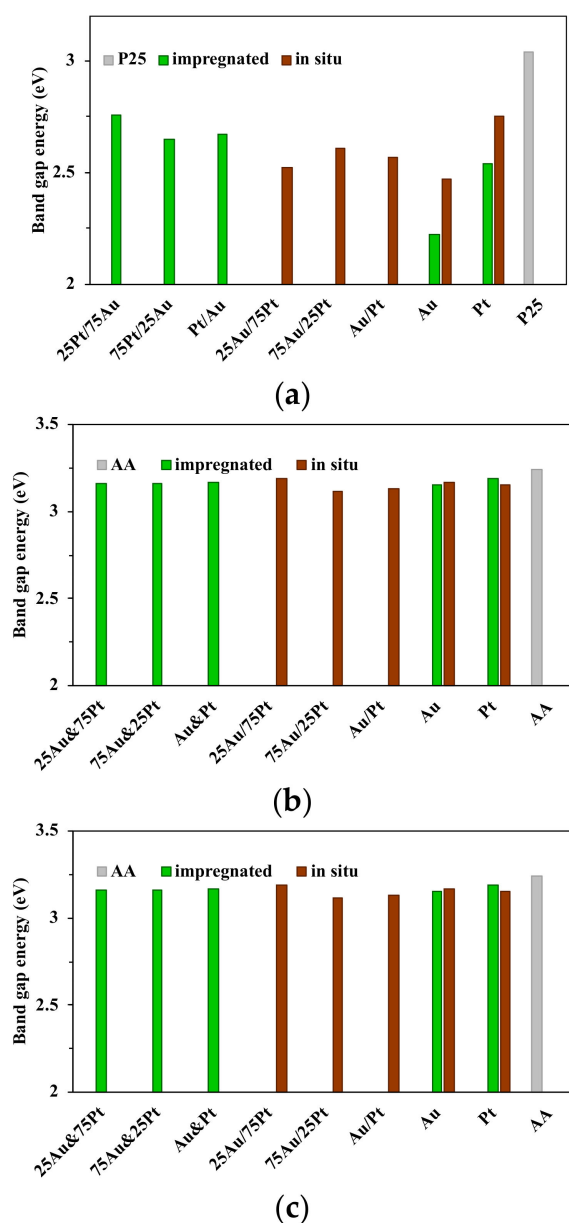 P25 impregnated in situ
Band gap energy (eV)
3
2.5
2
25Pt/75Au
75Pt/25Au
Pt/Au
25Au/75Pt
75Au/25Pt
Au/Pt
Au
Pt
P25
(a)
AA impregnated in situ
Band gap energy (eV)
3.5
3
2.5
2
25Au&75Pt
75Au&25Pt
Au&Pt
25Au/75Pt
75Au/25Pt
Au/Pt
Au
Pt
AA
(b)
AA impregnated in situ
Band gap energy (eV)
3.5
3
2.5
2
25Au&75Pt
75Au&25Pt
Au&Pt
25Au/75Pt
75Au/25Pt
Au/Pt
Au
Pt
AA
(c)